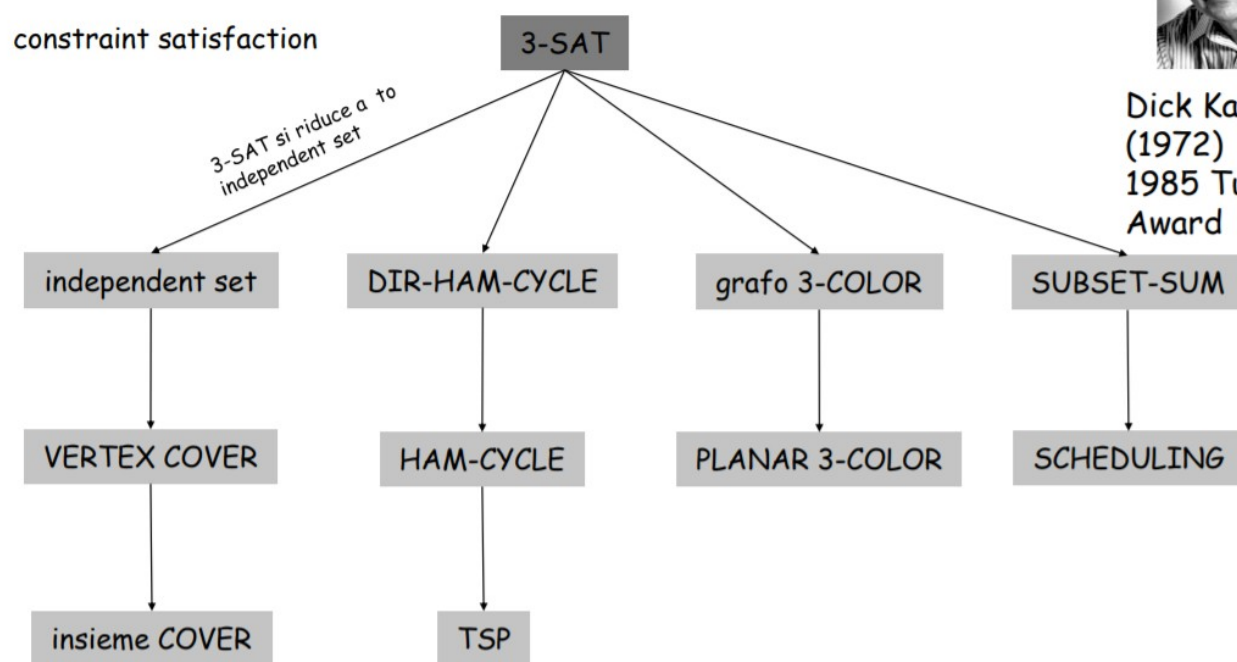 constraint satisfaction
3-SAT
3-SAT si riduce a to
independent set
Dick Ka
(1972)
1985 Tu
Award
independent set
DIR-HAM-CYCLE
grafo 3-COLOR
SUBSET-SUM
VERTEX COVER
HAM-CYCLE
PLANAR 3-COLOR
SCHEDULING
insieme COVER
TSP